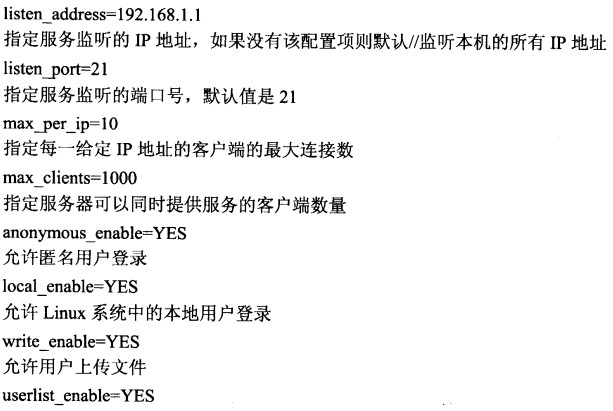 listen_address=192.168.1.1
指定服务监听的 IP 地址，如果没有该配置项则默认//监听本机的所有 IP 地址
listen_port=21
指定服务监听的端口号，默认值是 21
max_per_ip=10
指定每一给定 IP 地址的客户端的最大连接数
max_clients=1000
指定服务器可以同时提供服务的客户端数量
anonymous_enable=YES
允许匿名用户登录
local_enable=YES
允许 Linux 系统中的本地用户登录
write_enable=YES
允许用户上传文件
userlist_enable=YES